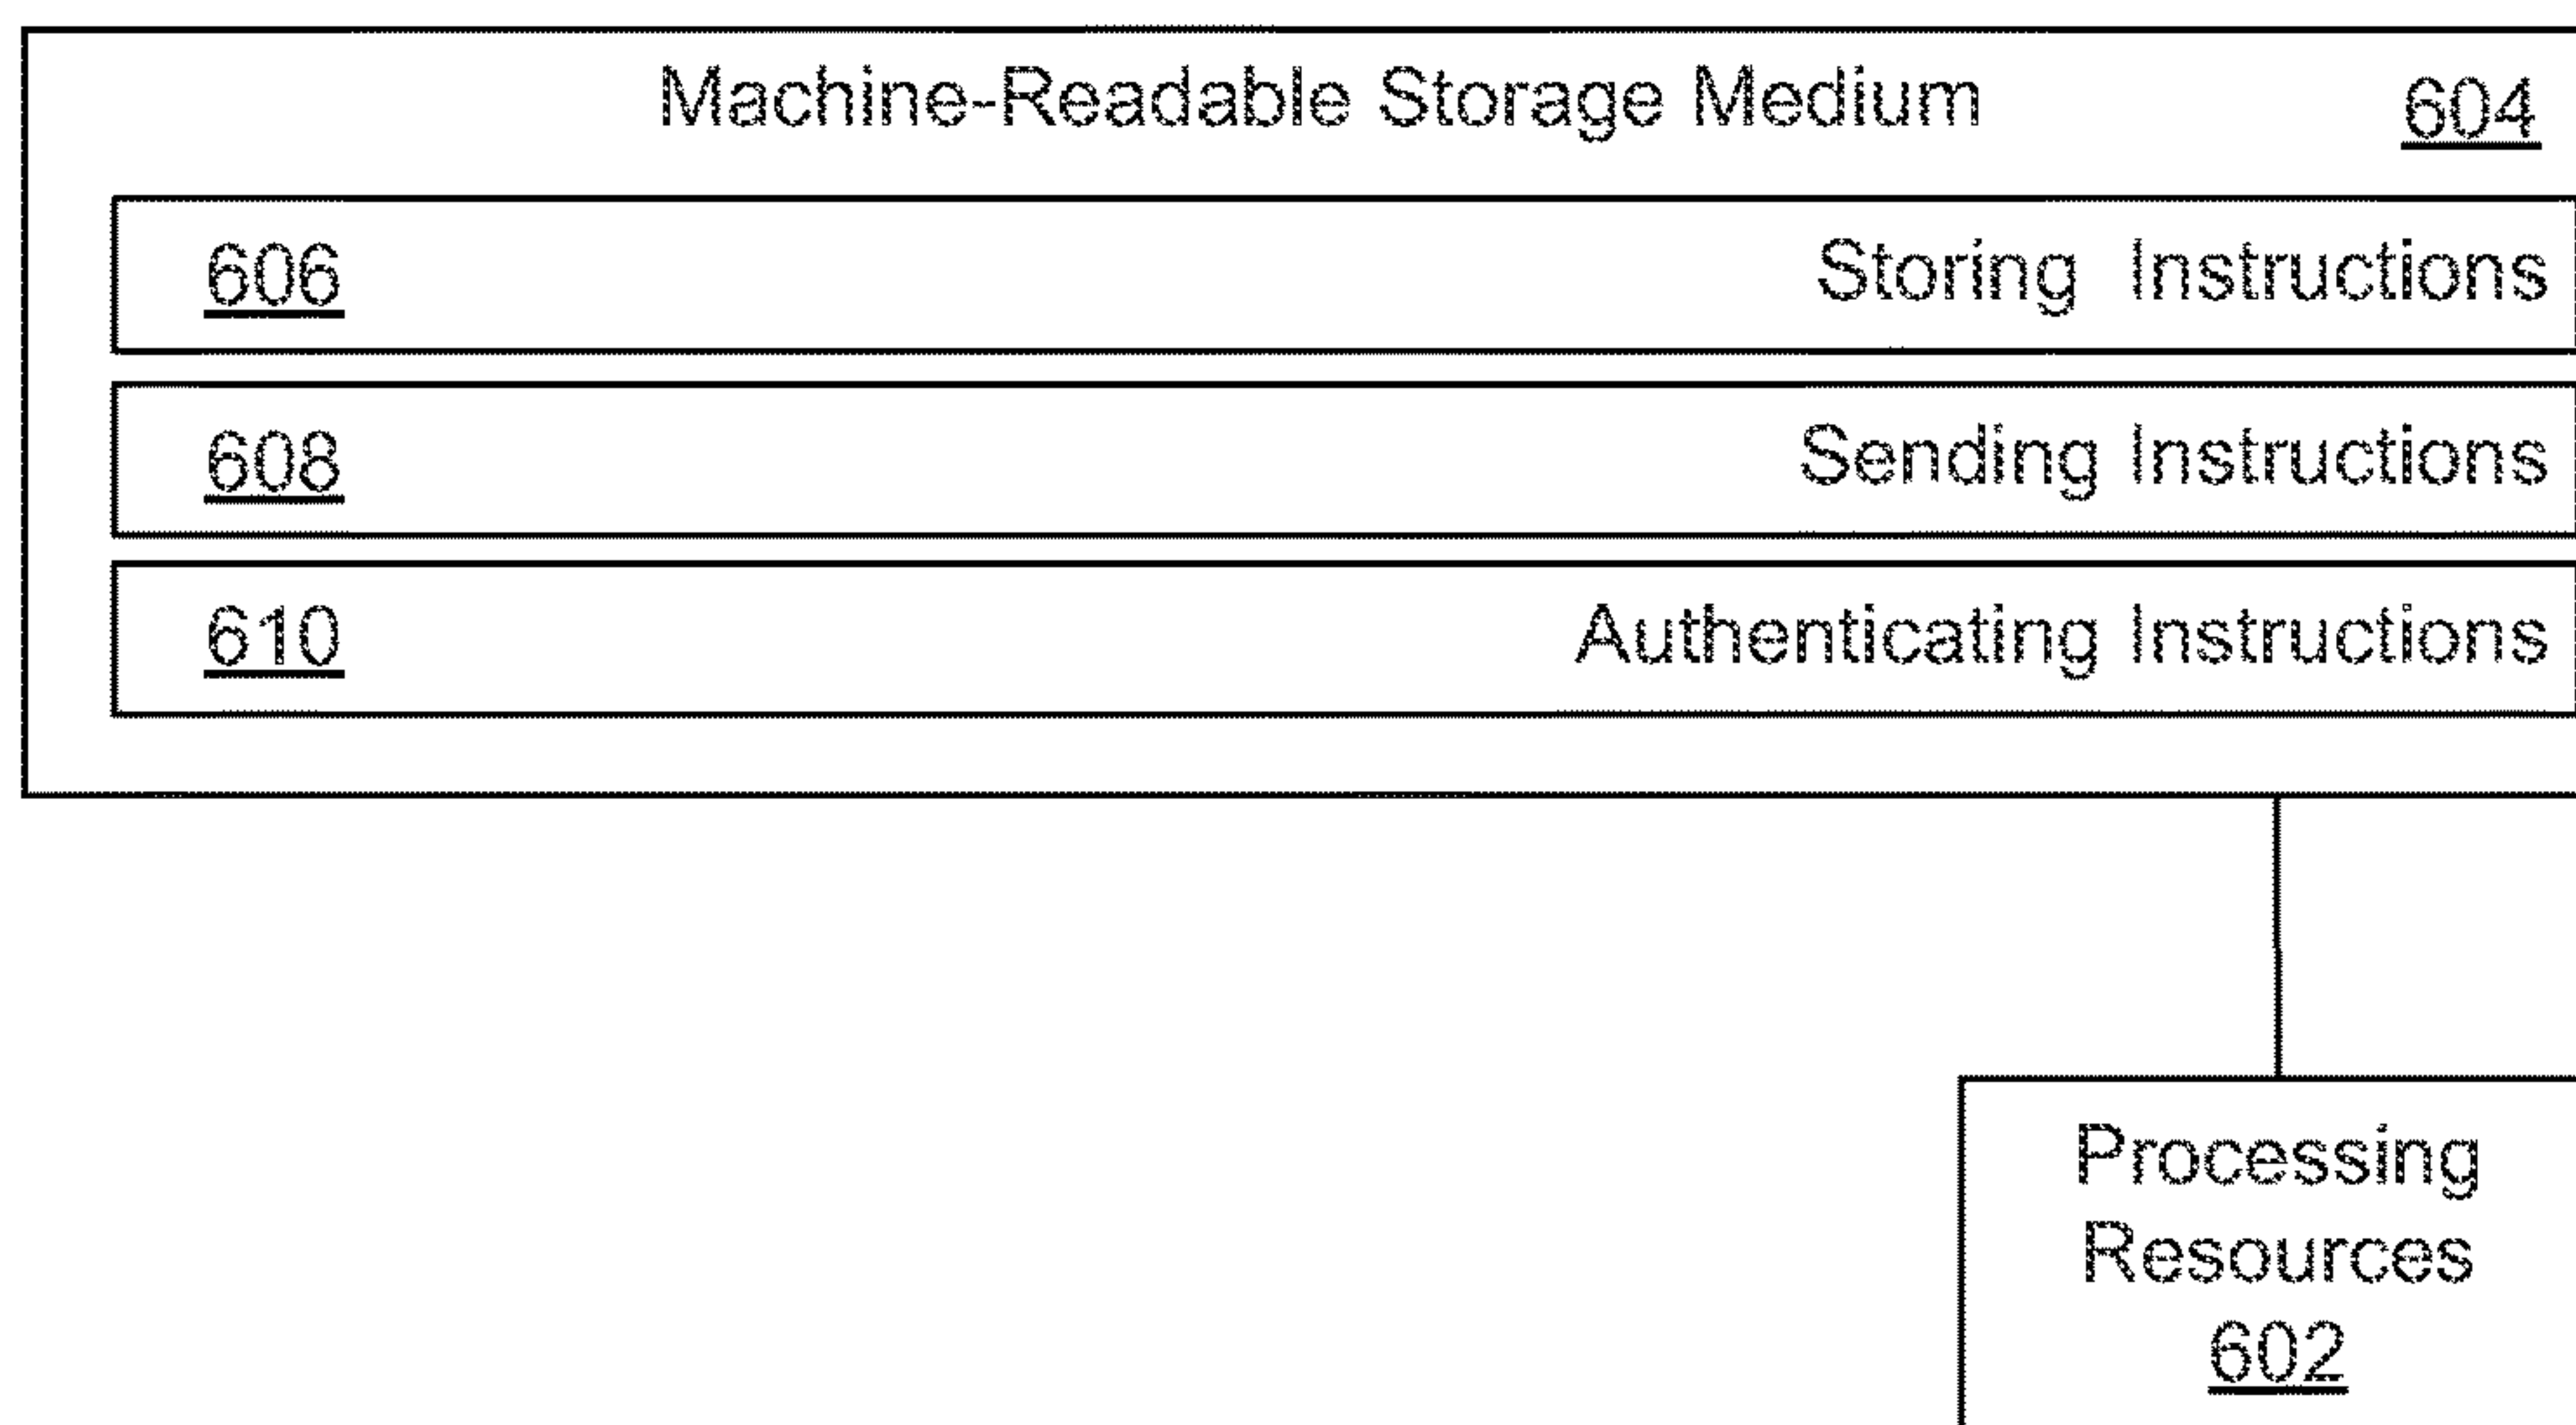 Machine-Readable Storage Medium 604
606 Storing Instructions
608 Sending Instructions
610 Authenticating Instructions
Processing
Resources
602